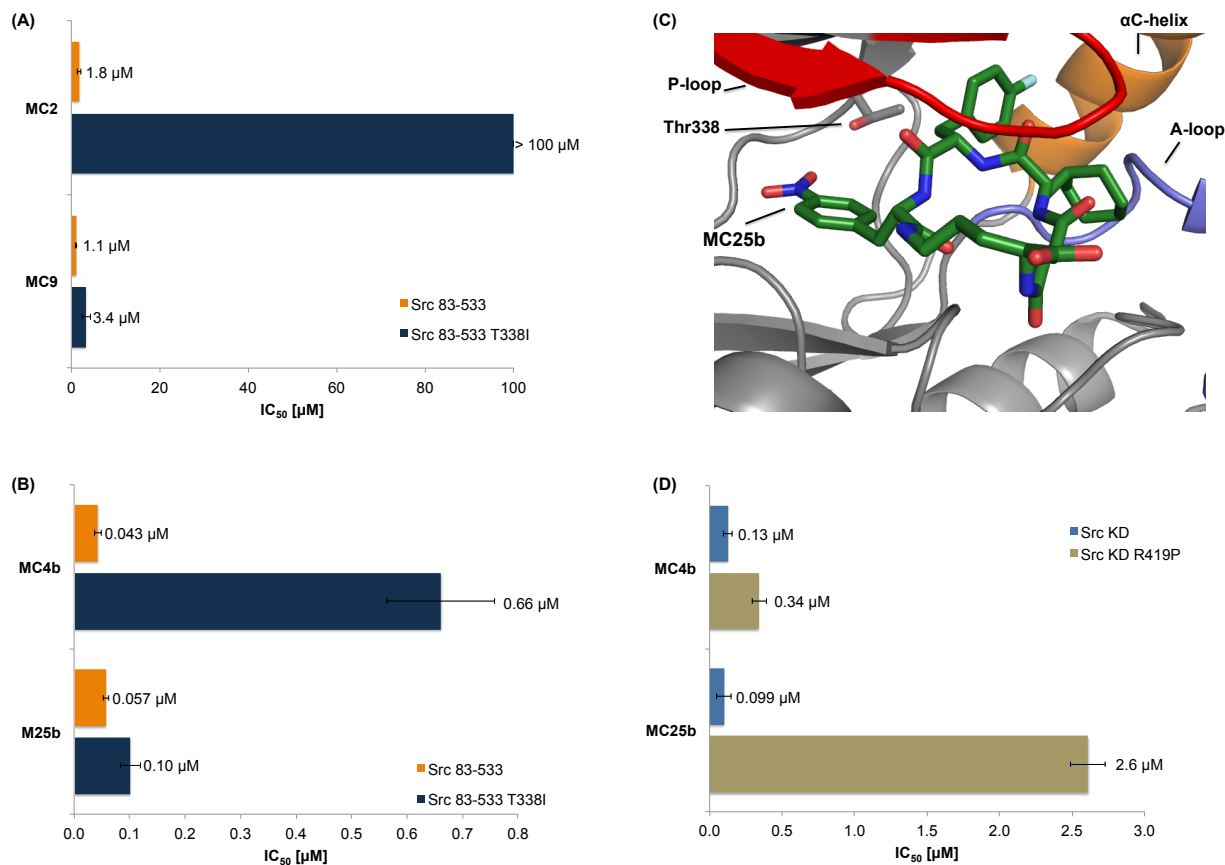 (A)
MC2
1.8 µM
> 100 µM
MC9
1.1 µM
3.4 µM
Src 83-533
Src 83-533 T338I
0 20 40 60 80 100
IC50 [µM]
(C)
αC-helix
P-loop
Thr338
A-loop
MC25b
(B)
MC4b
0.043 µM
0.66 µM
M25b
0.057 µM
0.10 µM
Src 83-533
Src 83-533 T338I
0.0 0.1 0.2 0.3 0.4 0.5 0.6 0.7 0.8
IC50 [µM]
(D)
MC4b
0.13 µM
0.34 µM
Src KD
Src KD R419P
MC25b
0.099 µM
2.6 µM
0.0 0.5 1.0 1.5 2.0 2.5 3.0
IC50 [µM]